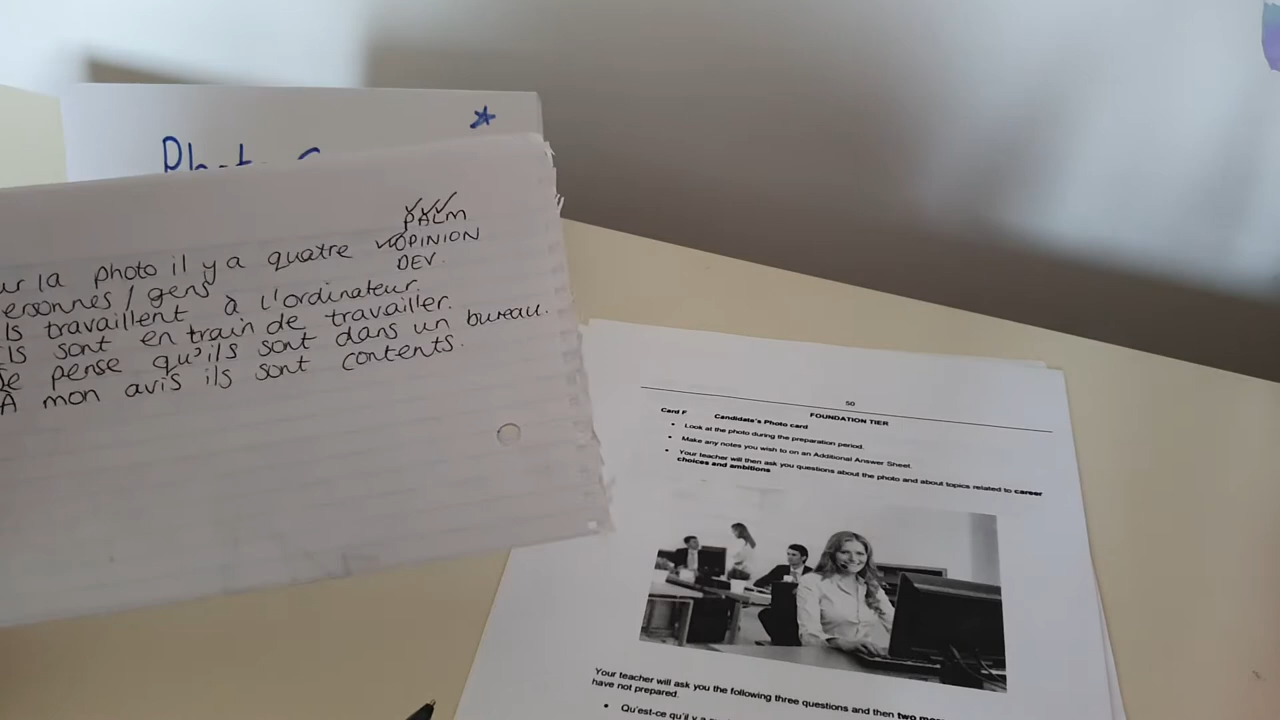 ur la photo il y a quatre
ersonnes / gens
ls travaillent à l'ordinateur.
ls sont en train de travailler.
Je pense qu'ils sont dans un bureau.
À mon avis ils sont contents.
PALM
OPINION
DEV.
50
FOUNDATION TIER
Card F Candidate's Photo card
• Look at the photo during the preparation period.
• Make any notes you wish to on an Additional Answer Sheet.
• Your teacher will then ask you questions about the photo and about topics related to career
choices and ambitions
Your teacher will ask you the following three questions and then two
have not prepared.
• Qu'est-ce qu'il y a